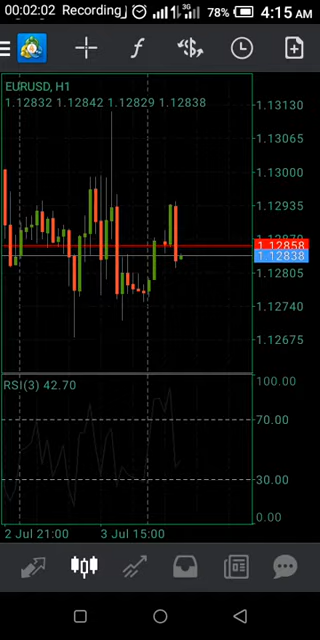 00:02:02 Recording 3G 78% 4:15 AM
EURUSD, H1
1.12832 1.12842 1.12829 1.12838
1.13130
1.13065
1.13000
1.12935
1.12858
1.12838
1.12805
1.12740
1.12675
RSI(3) 42.70
100.00
70.00
30.00
0.00
2 Jul 21:00 3 Jul 15:00